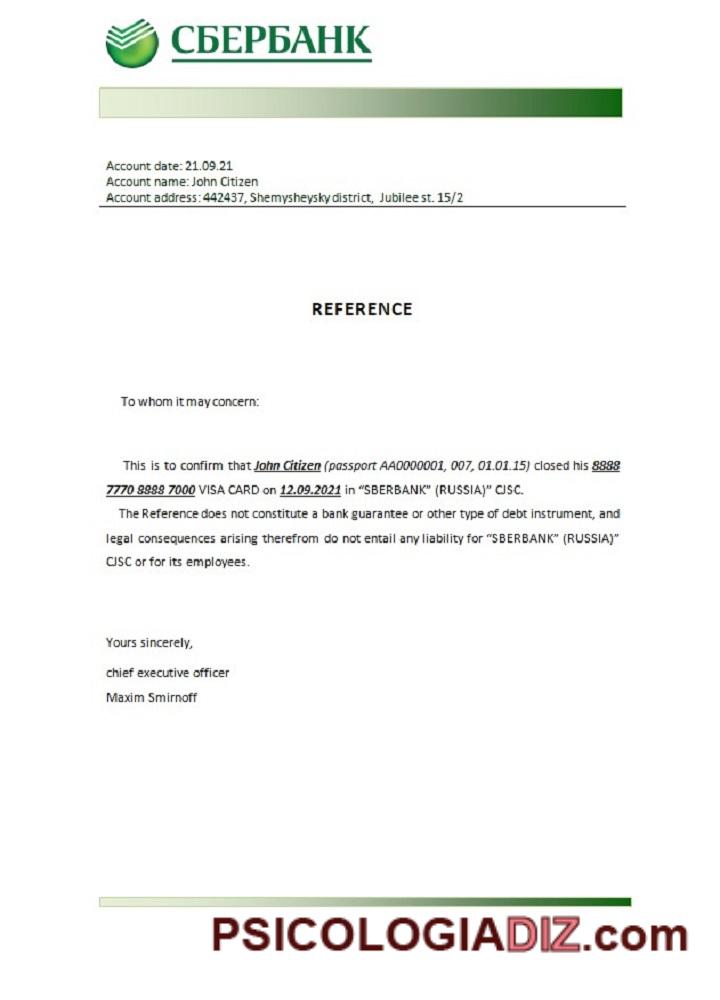 СБЕРБАНК
Account date: 21.09.21
Account name: John Citizen
Account address: 442437, Shemysheysky district, Jubilee st. 15/2
REFERENCE
To whom it may concern:
This is to confirm that John Citizen (passport AA0000001, 007, 01.01.15) closed his 8888
7770 8888 7000 VISA CARD on 12.09.2021 in “SBERBANK” (RUSSIA)” CJSC.
The Reference does not constitute a bank guarantee or other type of debt instrument, and
legal consequences arising therefrom do not entail any liability for “SBERBANK” (RUSSIA)”
CJSC or for its employees.
Yours sincerely,
chief executive officer
Maxim Smirnoff
PSICOLOGIADIZ.com